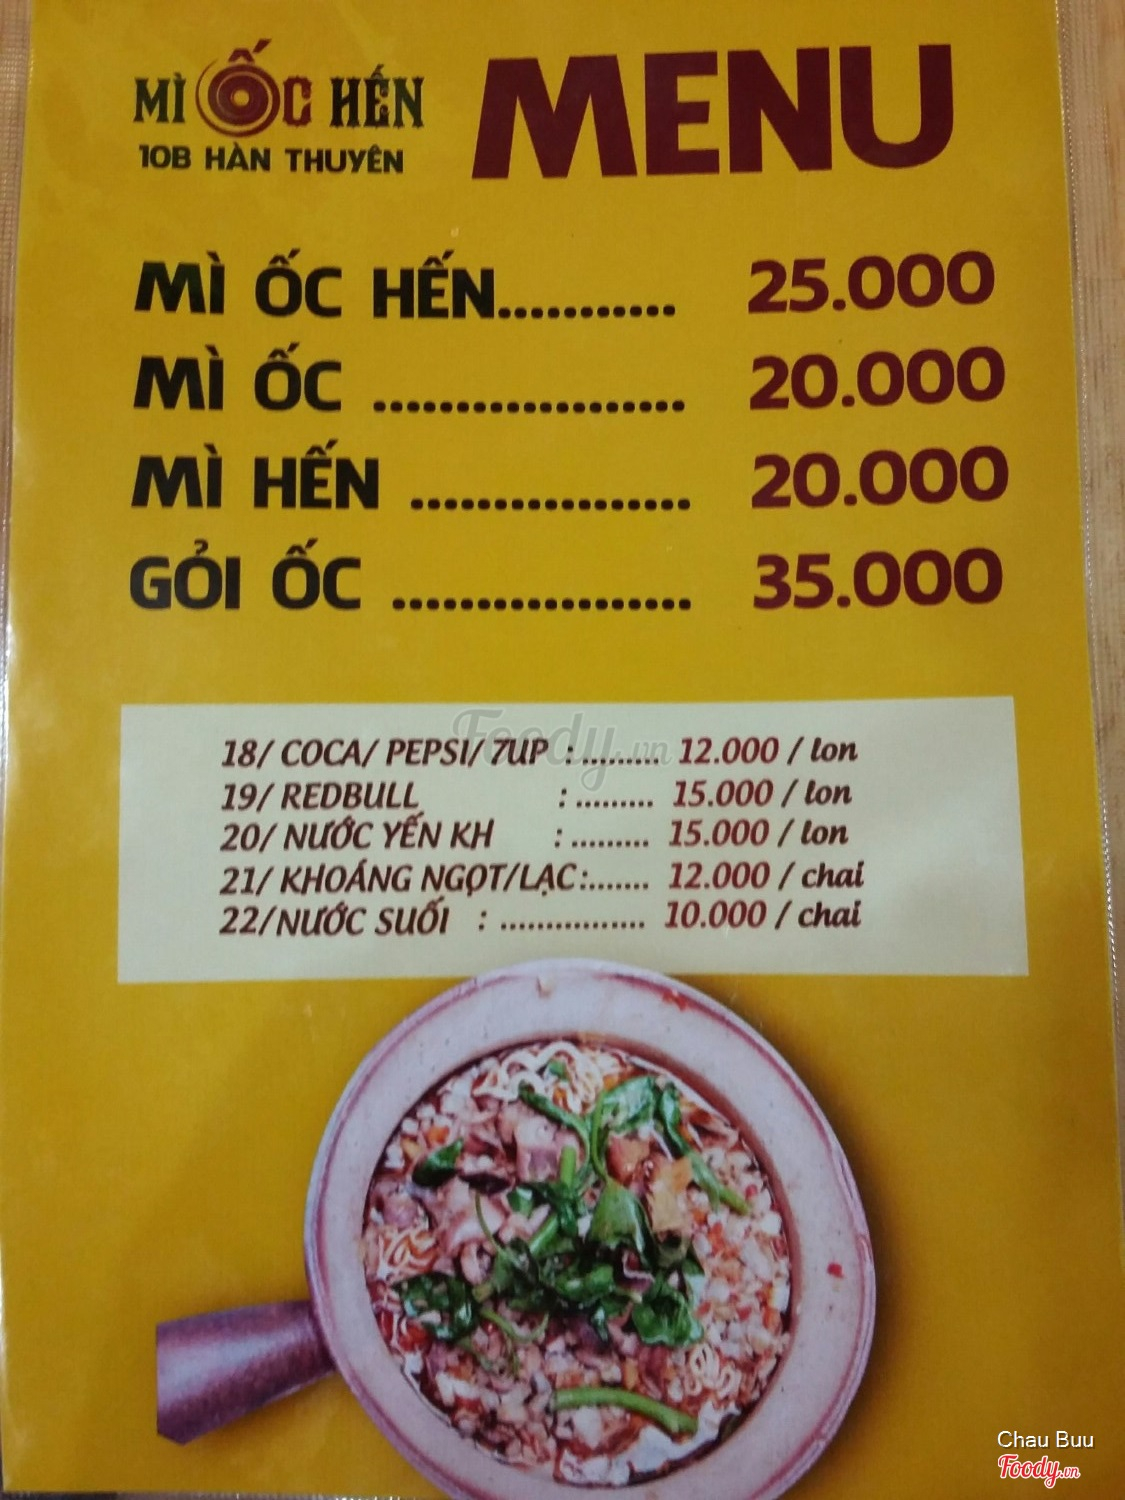 MÌ ỐC HẾN MENU
10B HÀN THUYÊN
MÌ ỐC HẾN........... 25.000
MÌ ỐC ................... 20.000
MÌ HẾN ................. 20.000
GỎI ỐC .................. 35.000
Foody.vn
18/ COCA/ PEPSI/ 7UP : ......... 12.000 / lon
19/ REDBULL : ......... 15.000 / lon
20/ NƯỚC YẾN KH : ......... 15.000 / lon
21/ KHOÁNG NGỌT/LẠC:....... 12.000 / chai
22/NƯỚC SUỐI : ................ 10.000 / chai
Chau Buu
Foody.vn